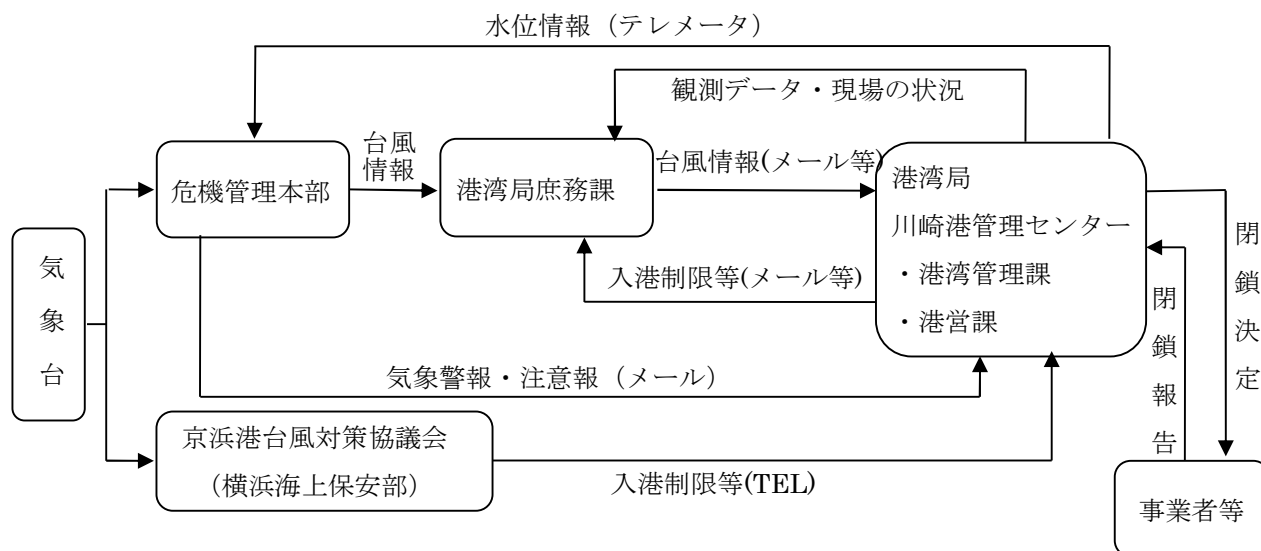 水位情報（テレメータ）
観測データ・現場の状況
台風
情報
危機管理本部
港湾局庶務課
台風情報(メール等)
港湾局
川崎港管理センター
・港湾管理課
・港営課
入港制限等(メール等)
気象台
気象警報・注意報（メール）
京浜港台風対策協議会
（横浜海上保安部）
入港制限等(TEL)
閉鎖報告
閉鎖決定
事業者等